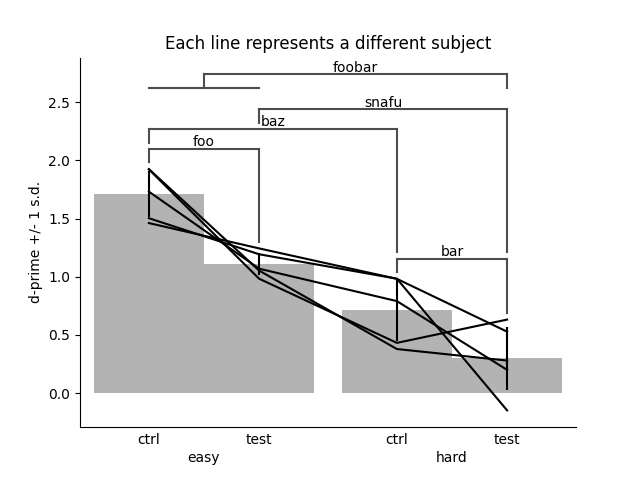 Each line represents a different subject
foobar
snafu
baz
foo
bar
d-prime +/- 1 s.d.
2.5
2.0
1.5
1.0
0.5
0.0
ctrl test ctrl test
easy hard